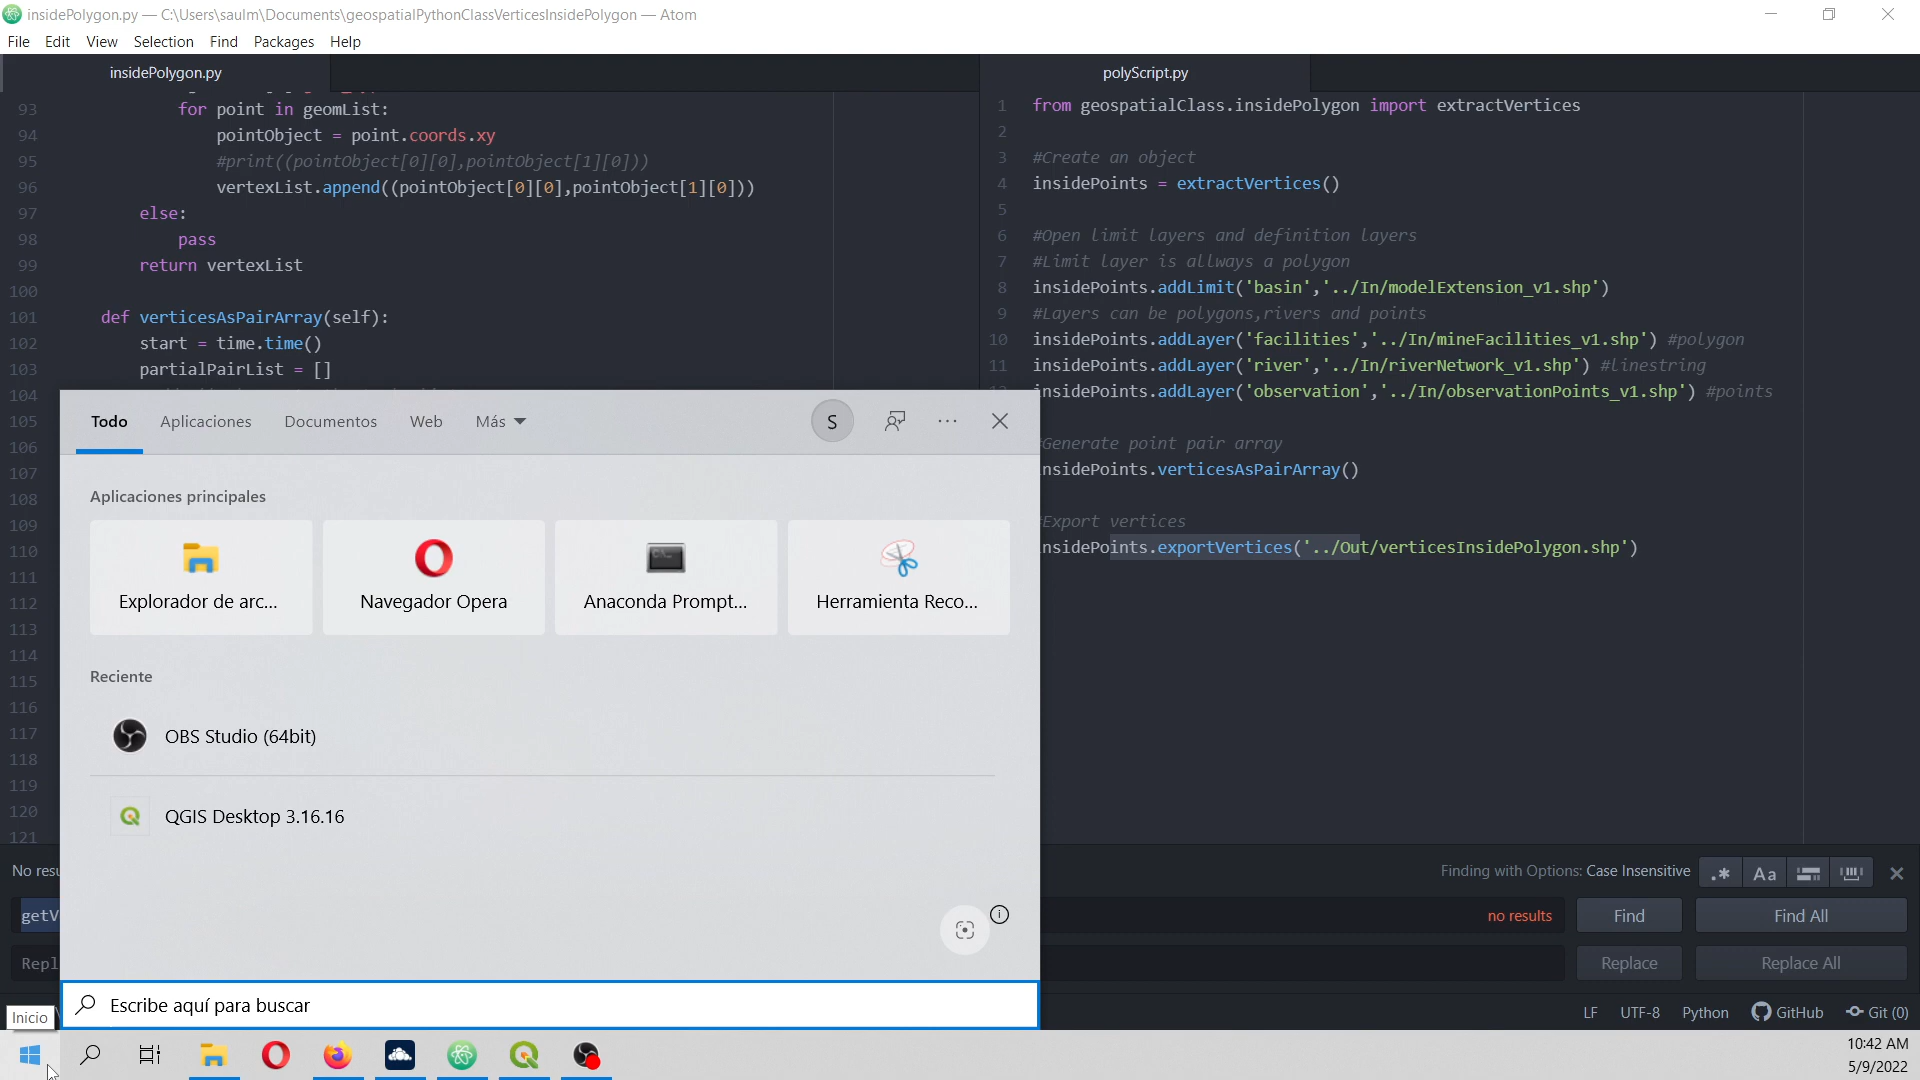 insidePolygon.py — C:\Users\saulm\Documents\geospatialPythonClassVerticesInsidePolygon — Atom
File Edit View Selection Find Packages Help
insidePolygon.py
93 for point in geomList:
94 pointObject = point.coords.xy
95 #print((pointObject[0][0],pointObject[1][0]))
96 vertexList.append((pointObject[0][0],pointObject[1][0]))
97 else:
98 pass
99 return vertexList
100
101 def verticesAsPairArray(self):
102 start = time.time()
103 partialPairList = []
104
105
106
107
108
109
110
111
112
113
114
115
116
117
118
119
120
121
polyScript.py
1 from geospatialClass.insidePolygon import extractVertices
2
3 #Create an object
4 insidePoints = extractVertices()
5
6 #Open limit layers and definition layers
7 #Limit layer is allways a polygon
8 insidePoints.addLimit('basin','../In/modelExtension_v1.shp')
9 #Layers can be polygons,rivers and points
10 insidePoints.addLayer('facilities','../In/mineFacilities_v1.shp') #polygon
11 insidePoints.addLayer('river','../In/riverNetwork_v1.shp') #linestring
insidePoints.addLayer('observation','../In/observationPoints_v1.shp') #points
#Generate point pair array
insidePoints.verticesAsPairArray()
#Export vertices
insidePoints.exportVertices('../Out/verticesInsidePolygon.shp')
Todo Aplicaciones Documentos Web Más
S
Aplicaciones principales
Explorador de arc... Navegador Opera Anaconda Prompt... Herramienta Reco...
Reciente
OBS Studio (64bit)
QGIS Desktop 3.16.16
Escribe aquí para buscar
No resu
Finding with Options: Case Insensitive .* Aa
getV
no results Find Find All
Repl
Replace Replace All
Inicio
LF UTF-8 Python GitHub Git (0)
10:42 AM
5/9/2022